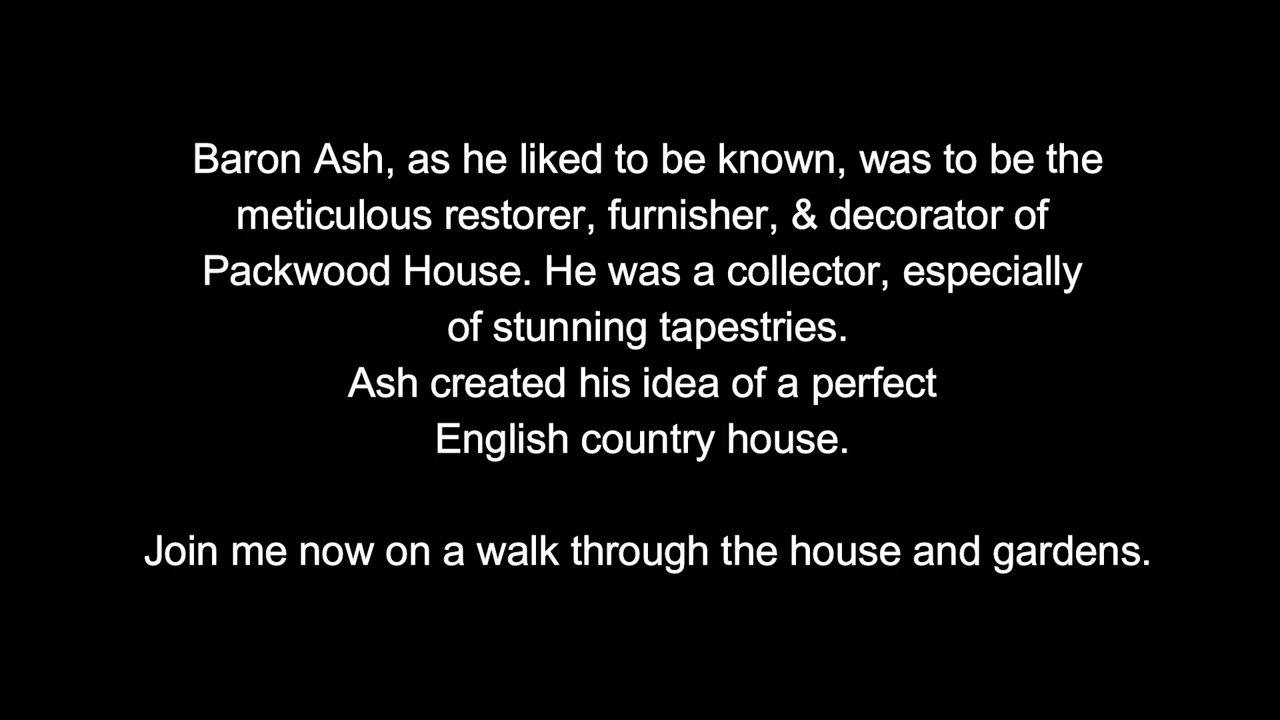 Baron Ash, as he liked to be known, was to be the
meticulous restorer, furnisher, & decorator of
Packwood House. He was a collector, especially
of stunning tapestries.
Ash created his idea of a perfect
English country house.
Join me now on a walk through the house and gardens.